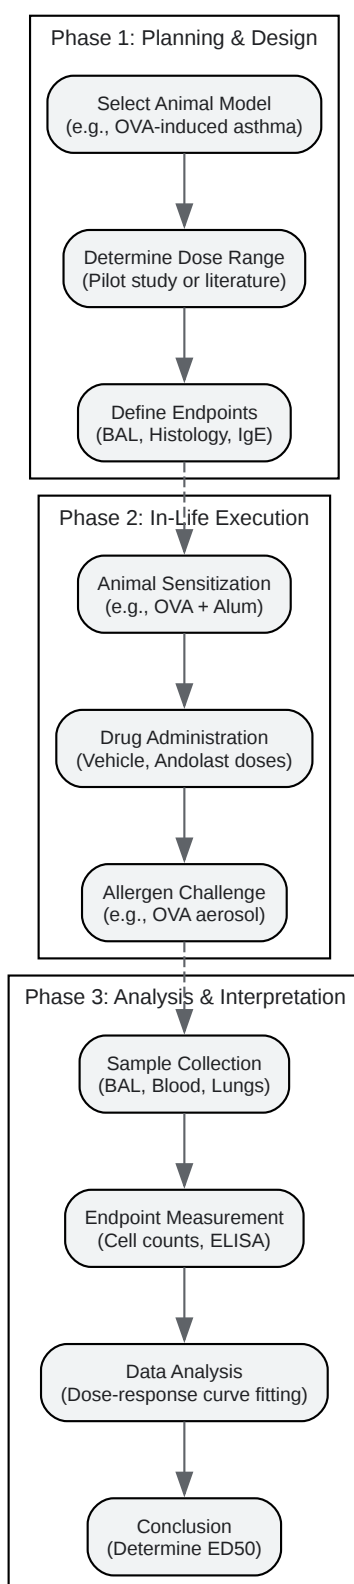 Phase 1: Planning & Design
Select Animal Model
(e.g., OVA-induced asthma)
Determine Dose Range
(Pilot study or literature)
Define Endpoints
(BAL, Histology, IgE)
Phase 2: In-Life Execution
Animal Sensitization
(e.g., OVA + Alum)
Drug Administration
(Vehicle, Andolast doses)
Allergen Challenge
(e.g., OVA aerosol)
Phase 3: Analysis & Interpretation
Sample Collection
(BAL, Blood, Lungs)
Endpoint Measurement
(Cell counts, ELISA)
Data Analysis
(Dose-response curve fitting)
Conclusion
(Determine ED50)